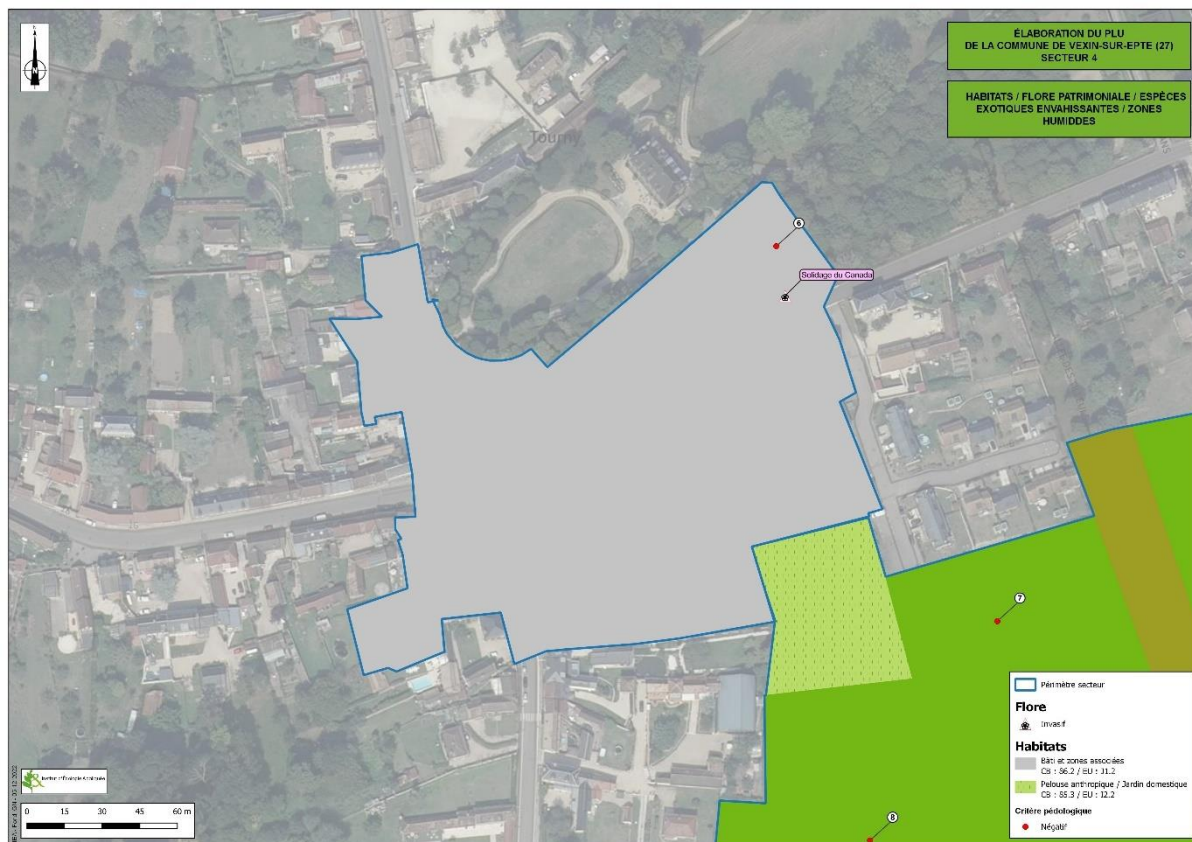 N
ÉLABORATION DU PLU
DE LA COMMUNE DE VEXIN-SUR-EPTE (27)
SECTEUR 4
HABITATS / FLORE PATRIMONIALE / ESPÈCES
EXOTIQUES ENVAHISSANTES / ZONES
HUMIDDES
Tourny
6
Solidage du Canada
7
8
Périmètre secteur
Flore
Invasif
Habitats
Bâti et zones associées
CB : 86.2 / EU : J1.2
Pelouse anthropique / Jardin domestique
CB : 85.3 / EU : I2.2
Critère pédologique
Négatif
Institut d'Écologie Appliquée
0 15 30 45 60 m